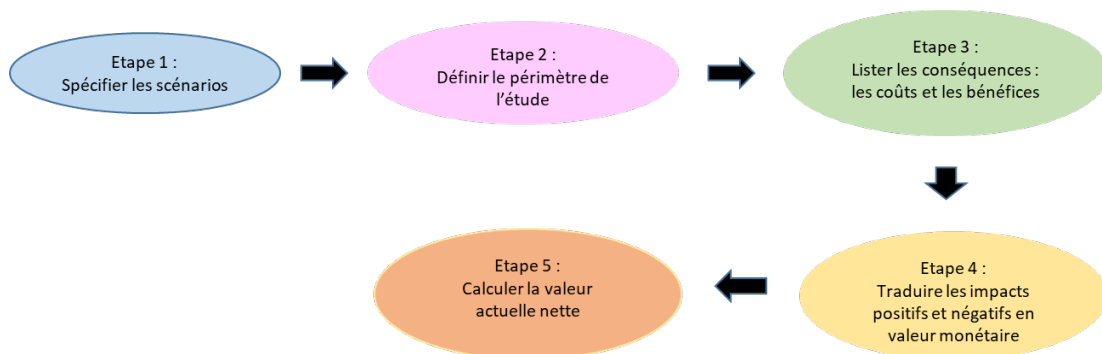 Etape 1 :
Spécifier les scénarios
Etape 2 :
Définir le périmètre de
l’étude
Etape 3 :
Lister les conséquences :
les coûts et les bénéfices
Etape 4 :
Traduire les impacts
positifs et négatifs en
valeur monétaire
Etape 5 :
Calculer la valeur
actuelle nette